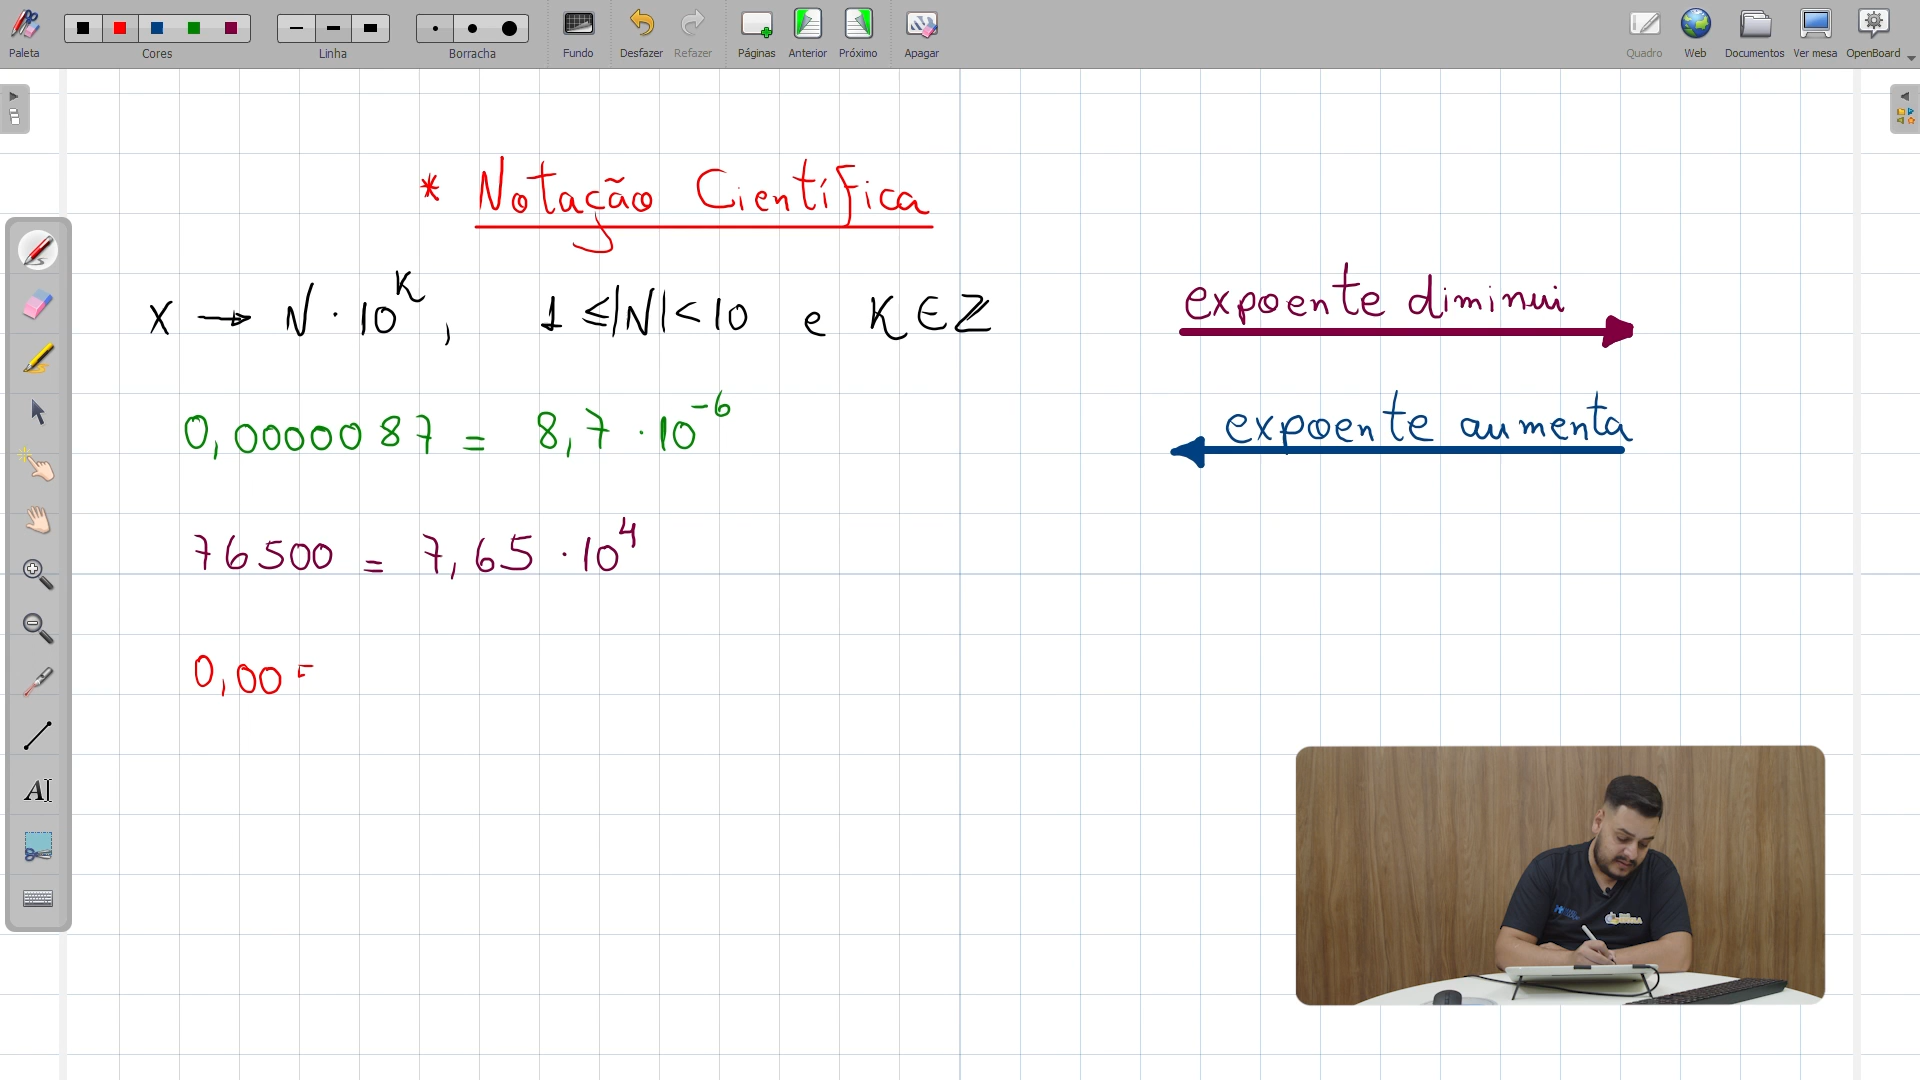 Paleta Cores Linha Borracha Fundo Desfazer Refazer Páginas Anterior Próximo Apagar Quadro Web Documentos Ver mesa OpenBoard
* Notação Científica
X → N · 10^K , 1 ≤ |N| < 10 e K ∈ Z
expoente diminui
0,0000087 = 8,7 · 10^-6
expoente aumenta
76500 = 7,65 · 10^4
0,00
AI